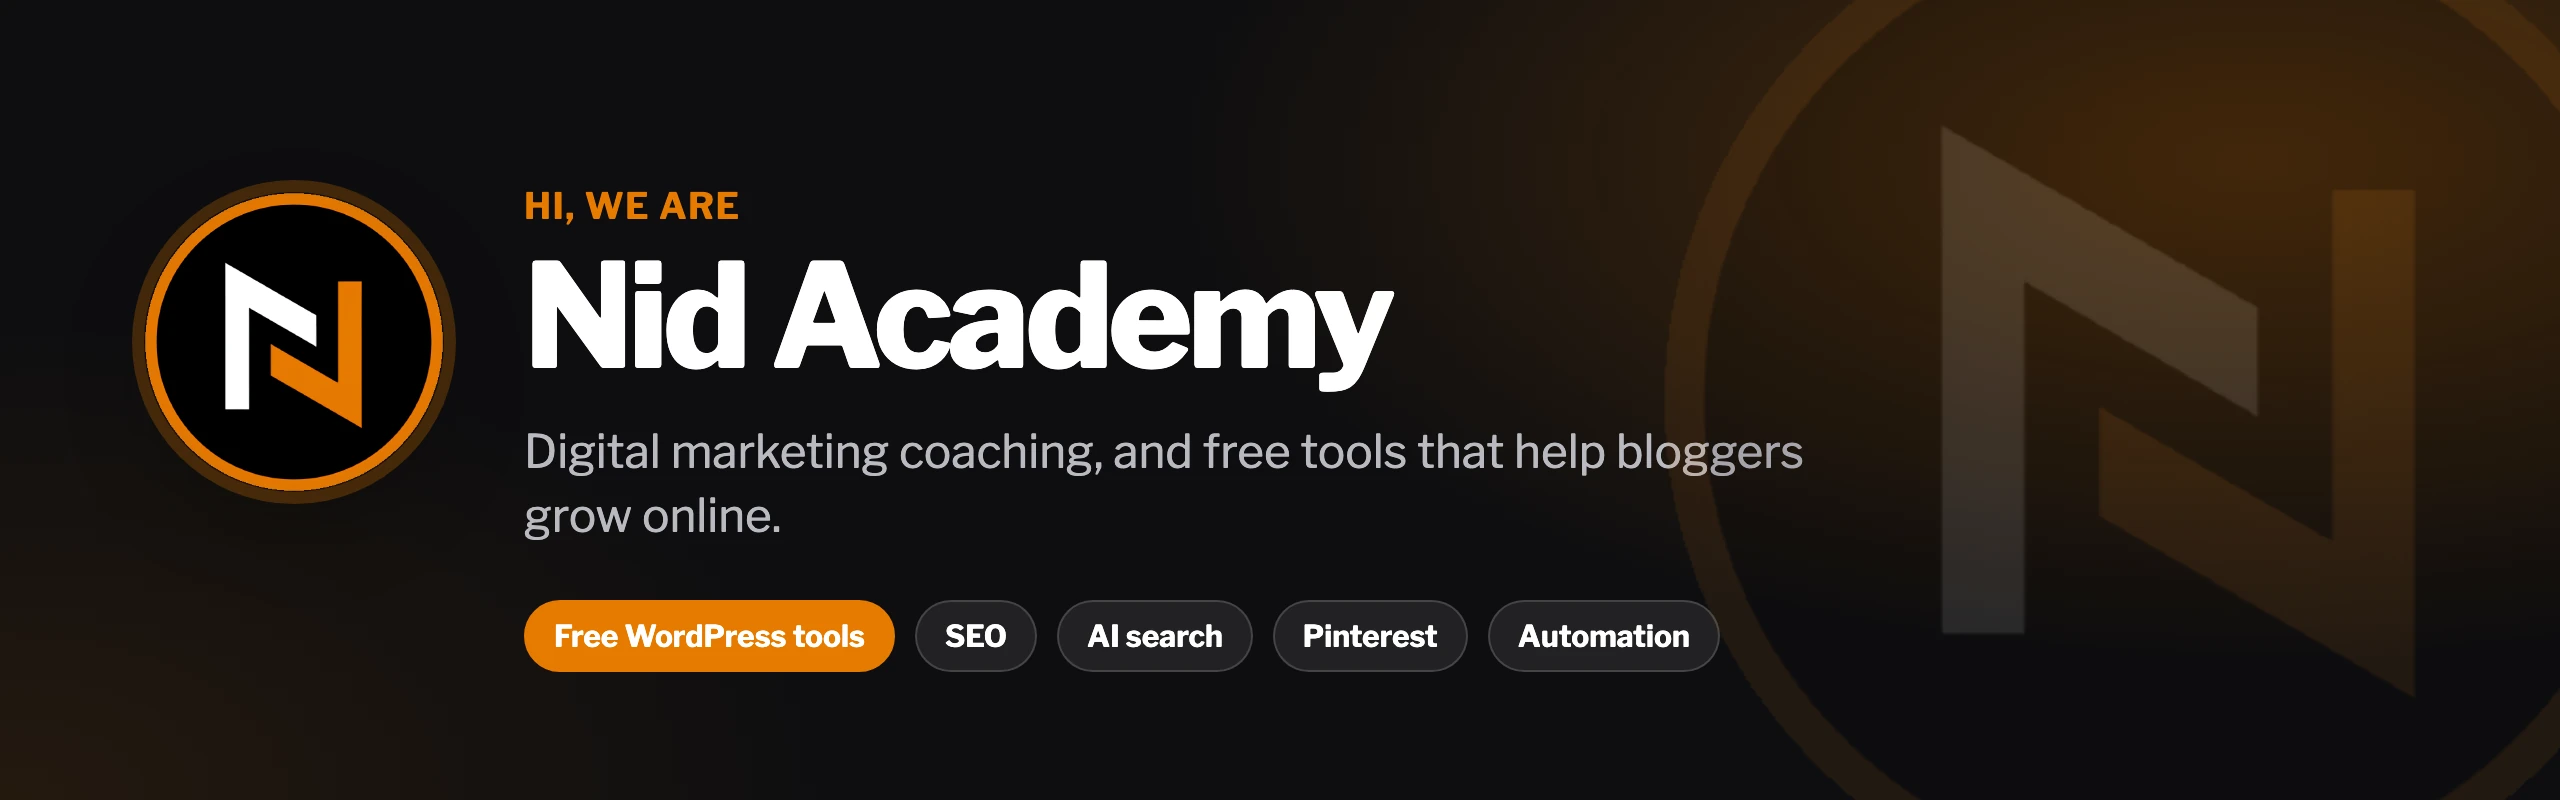 HI, WE ARE
Nid Academy
Digital marketing coaching, and free tools that help bloggers
grow online.
Free WordPress tools
SEO
AI search
Pinterest
Automation